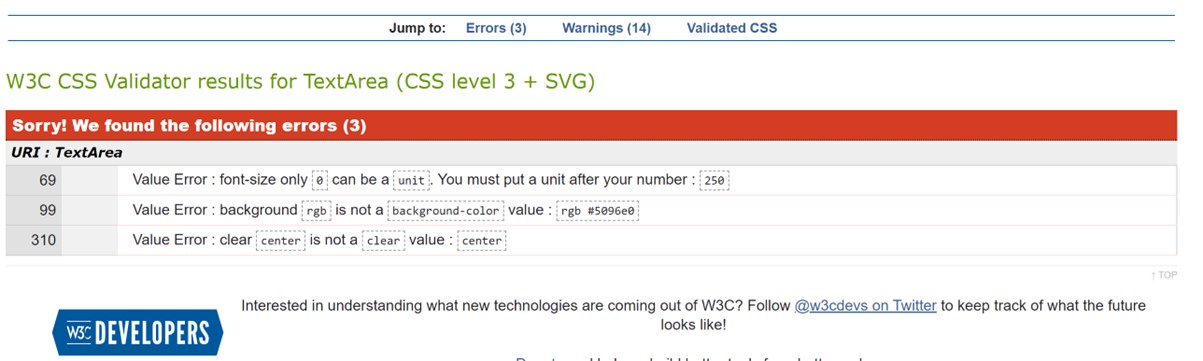 Jump to: Errors (3) Warnings (14) Validated CSS
W3C CSS Validator results for TextArea (CSS level 3 + SVG)
Sorry! We found the following errors (3)
URI : TextArea
69 Value Error : font-size only 0 can be a unit. You must put a unit after your number : 250
99 Value Error : background rgb is not a background-color value : rgb #5096e0
310 Value Error : clear center is not a clear value : center
↑ TOP
Interested in understanding what new technologies are coming out of W3C? Follow @w3cdevs on Twitter to keep track of what the future
looks like!
W3C DEVELOPERS